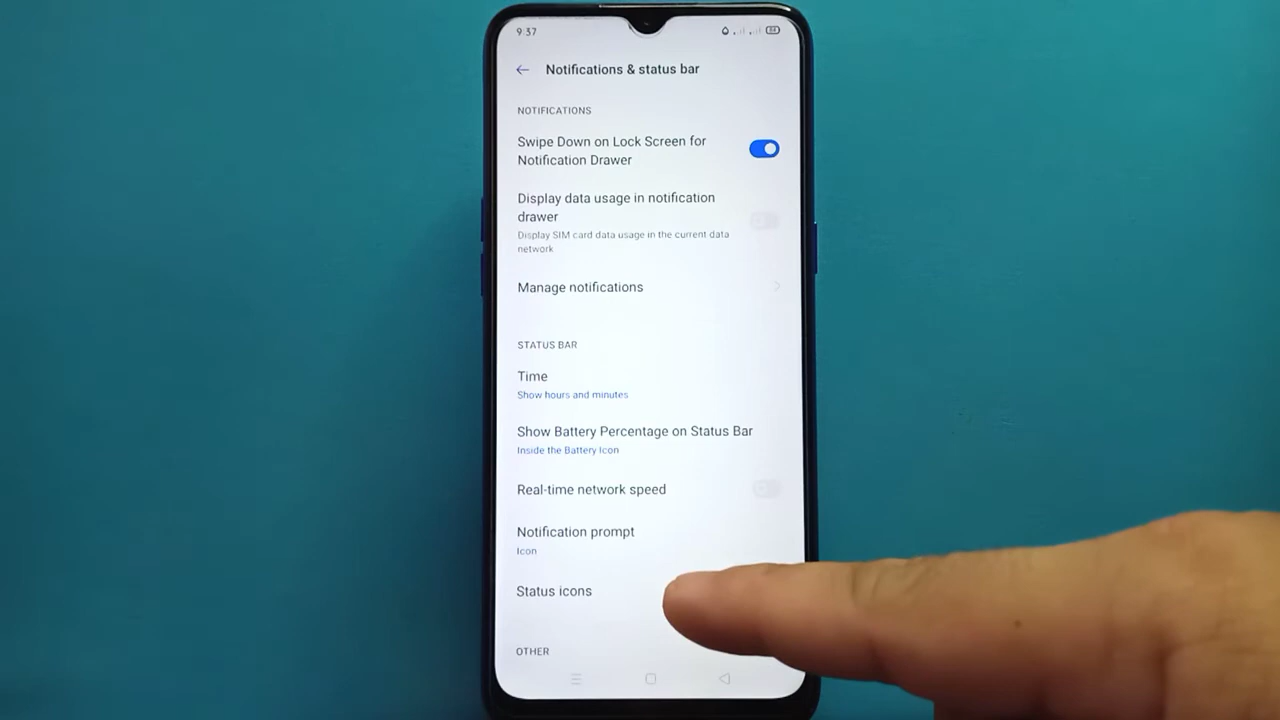 9:37
Notifications & status bar
NOTIFICATIONS
Swipe Down on Lock Screen for
Notification Drawer
Display data usage in notification
drawer
Display SIM card data usage in the current data
network
Manage notifications
STATUS BAR
Time
Show hours and minutes
Show Battery Percentage on Status Bar
Inside the Battery Icon
Real-time network speed
Notification prompt
Icon
Status icons
OTHER